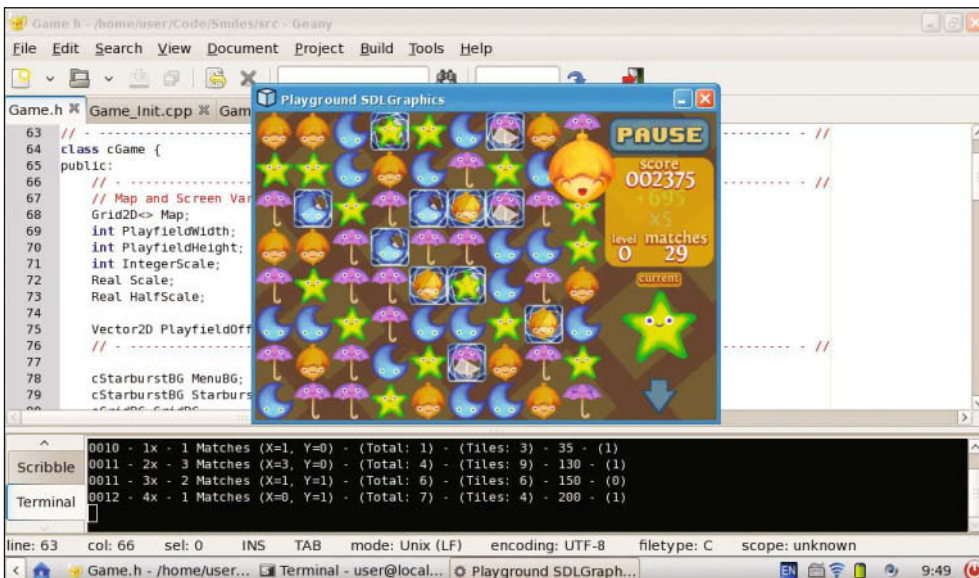 Game.h - /home/user/Code/Smiles/src - Geany
File Edit Search View Document Project Build Tools Help
Game.h Game_Init.cpp Gam
63 // - 
64 class cGame {
65 public:
66 // - 
67 // Map and Screen Var
68 Grid2D<> Map;
69 int PlayfieldWidth;
70 int PlayfieldHeight;
71 int IntegerScale;
72 Real Scale;
73 Real HalfScale;
74
75 Vector2D PlayfieldOff
76 // - 
77
78 cStarburstBG MenuBG;
79 cStarburstBG Starburs
Playground SDLGraphics
PAUSE
score
002375
+695
x5
level matches
0 29
current
Scribble
Terminal
0010 - 1x - 1 Matches (X=1, Y=0) - (Total: 1) - (Tiles: 3) - 35 - (1)
0011 - 2x - 3 Matches (X=3, Y=0) - (Total: 4) - (Tiles: 9) - 130 - (1)
0011 - 3x - 2 Matches (X=1, Y=1) - (Total: 6) - (Tiles: 6) - 150 - (0)
0012 - 4x - 1 Matches (X=0, Y=1) - (Total: 7) - (Tiles: 4) - 200 - (1)
line: 63 col: 66 sel: 0 INS TAB mode: Unix (LF) encoding: UTF-8 filetype: C scope: unknown
Game.h - /home/user... Terminal - user@local... Playground SDLGraph... EN 9:49